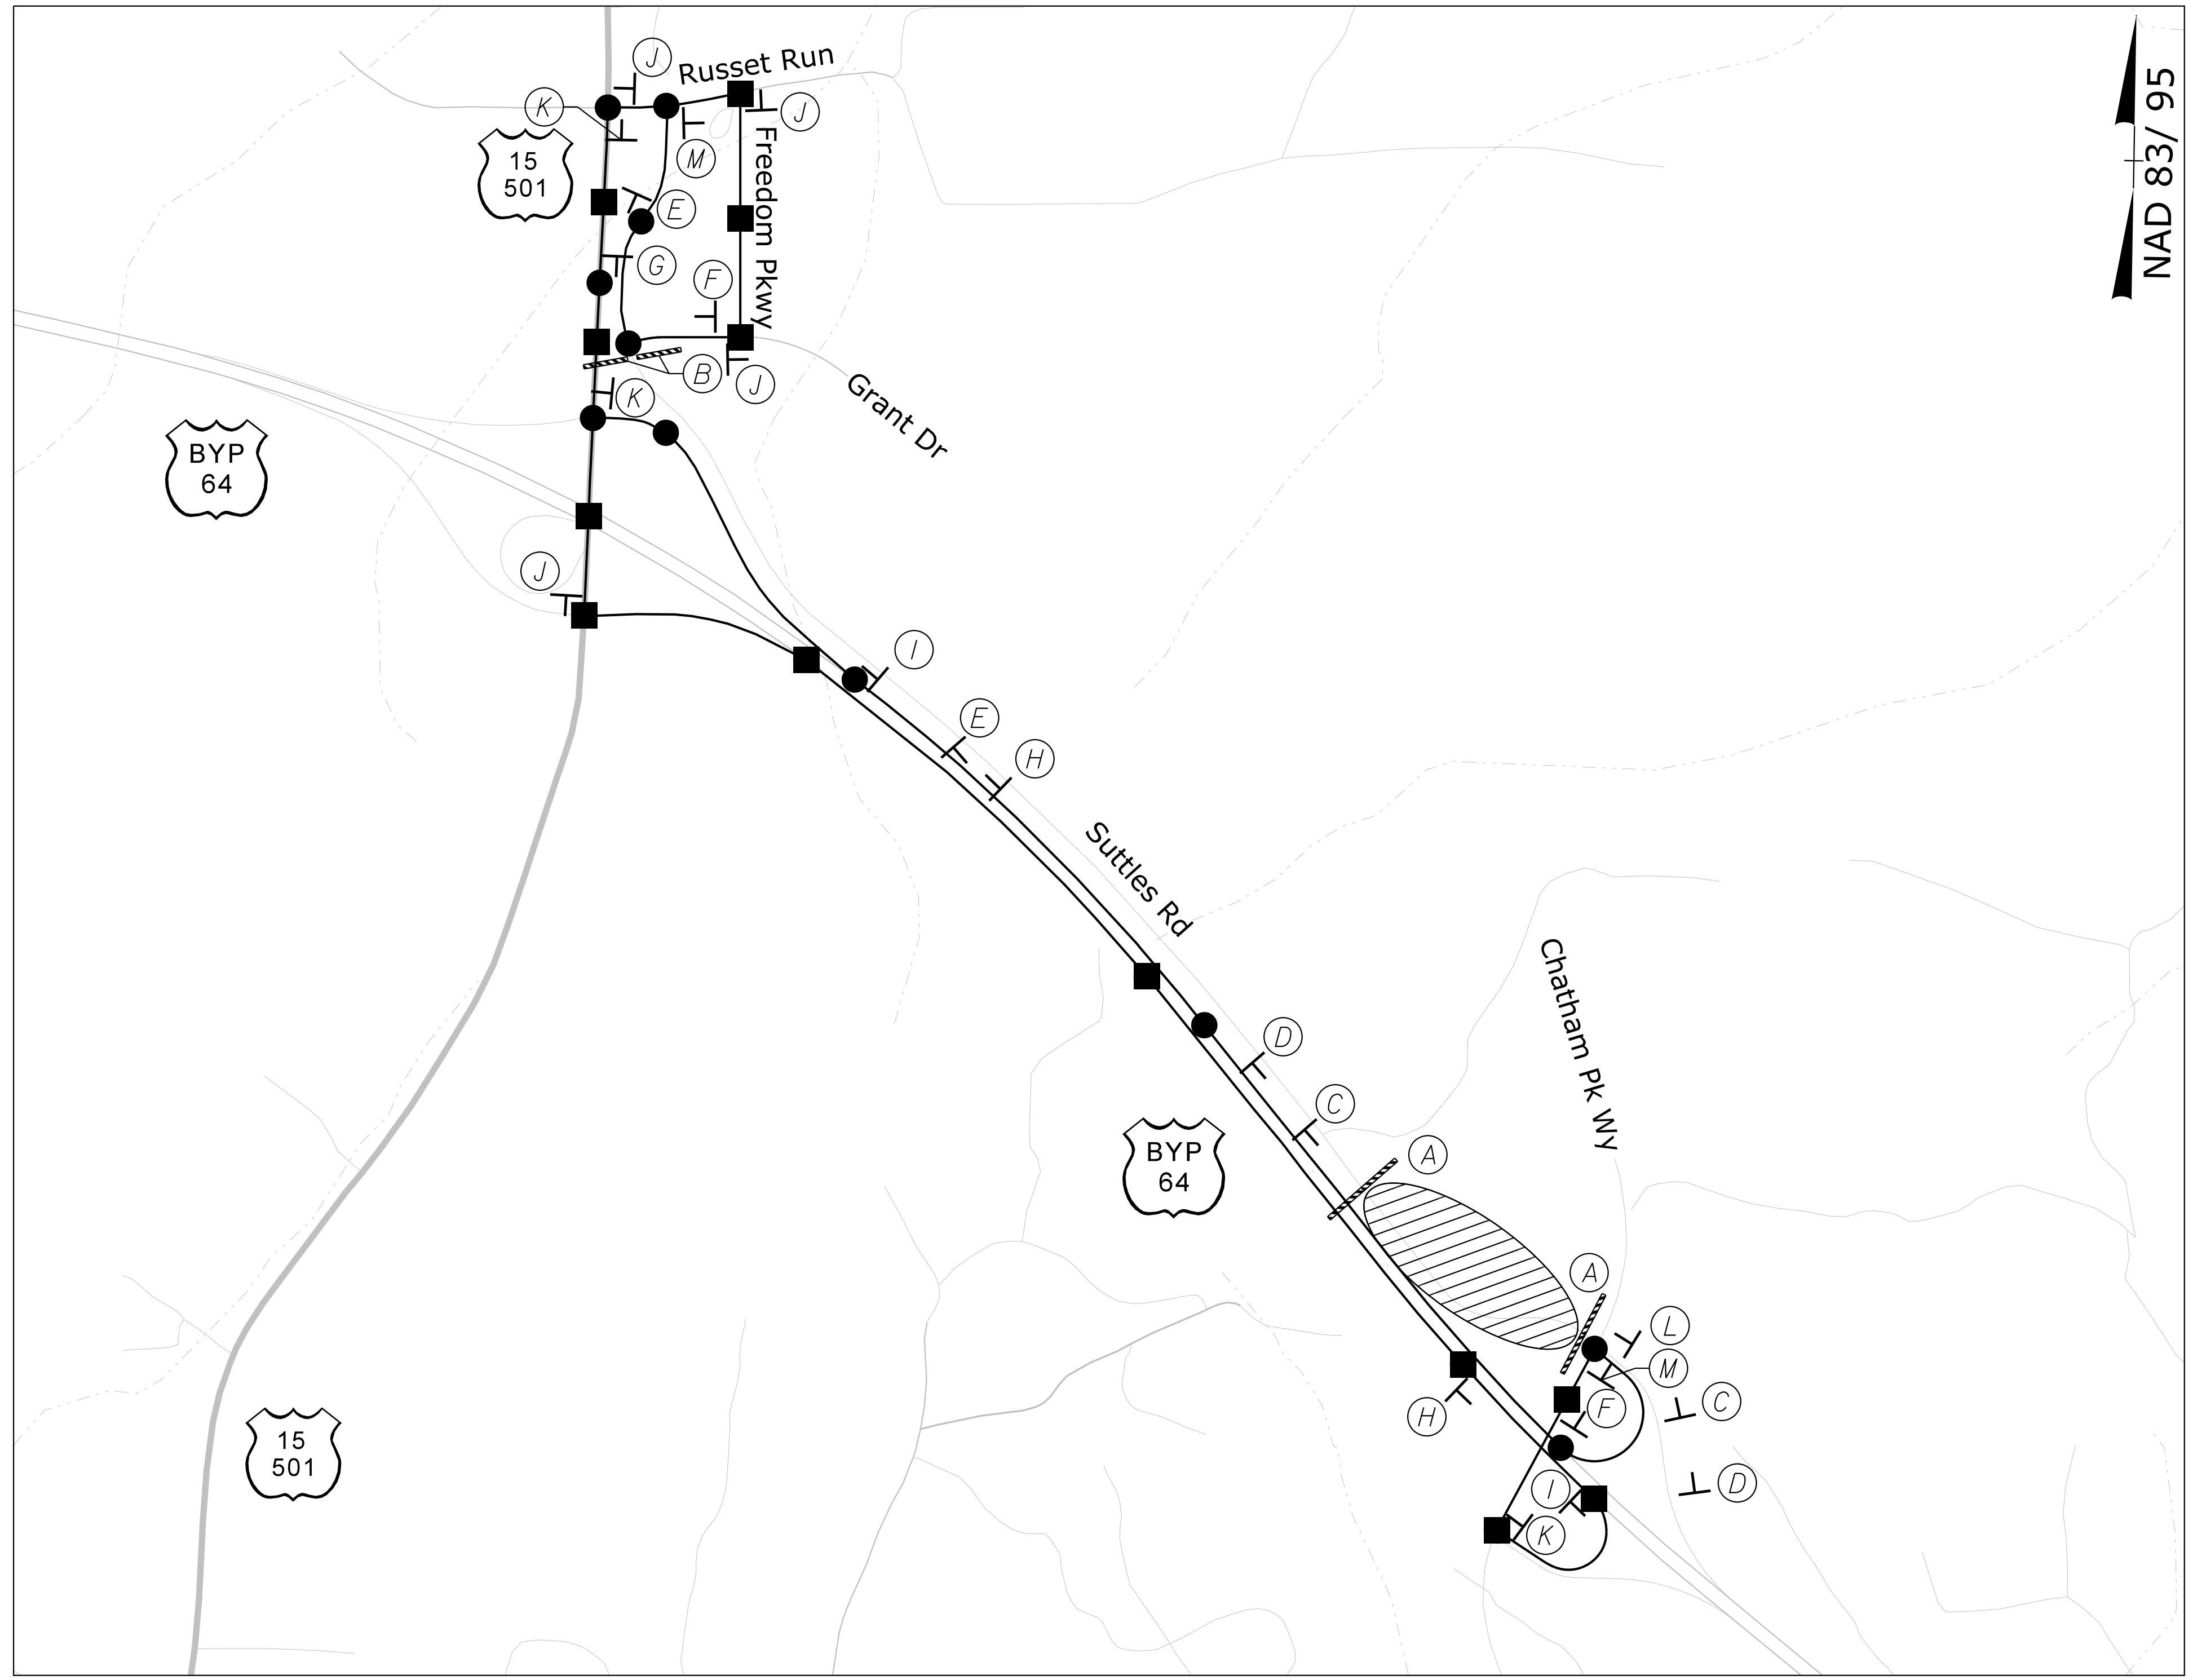 J
Russet Run
K
J
NAD 83/ 95
15
501
M
Freedom Pkwy
E
G
F
B
J
K
Grant Dr
BYP
64
J
I
E
H
Suttles Rd
D
Chatham Pk Wy
C
BYP
64
A
A
L
M
C
F
H
15
501
I
D
K